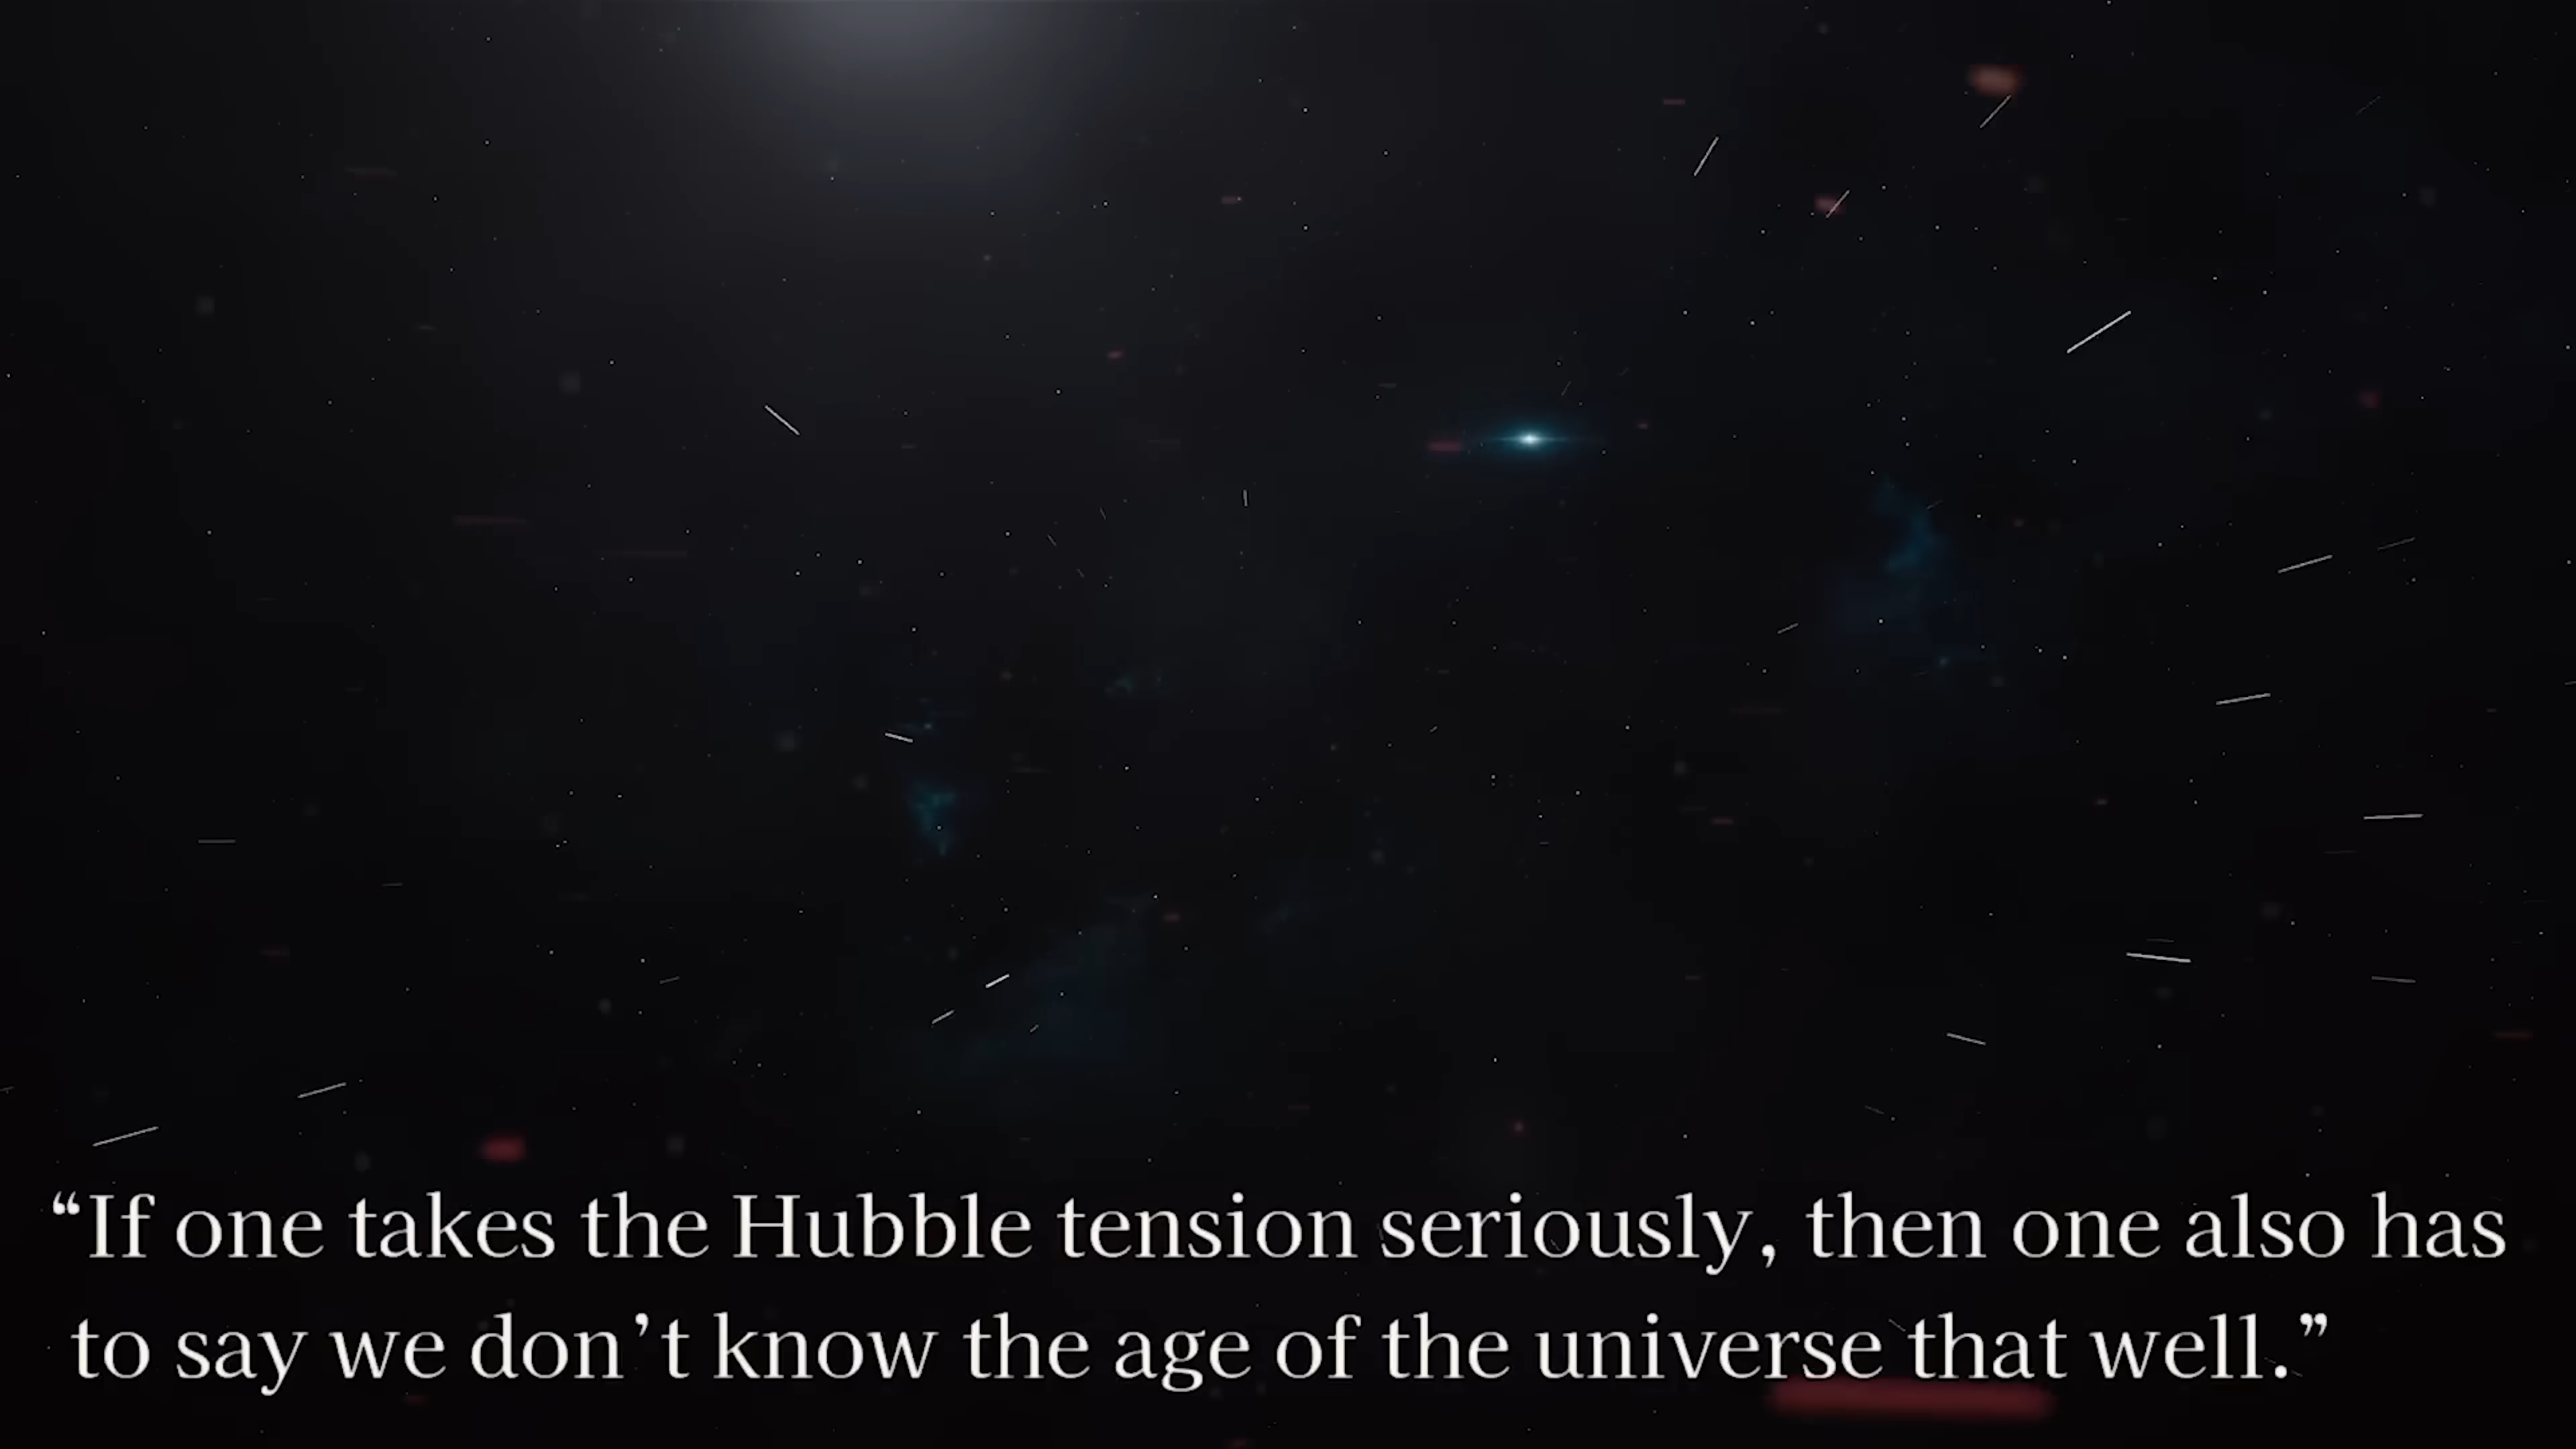 “If one takes the Hubble tension seriously, then one also has
to say we don’t know the age of the universe that well.”